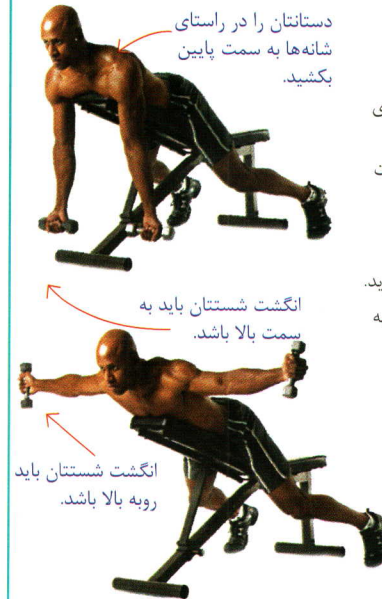 دستانتان را در راستای
شانه‌ها به سمت پایین
بکشید.
ی
ت
ید.
ه
انگشت شستتان باید به
سمت بالا باشد.
انگشت شستتان باید
روبه بالا باشد.